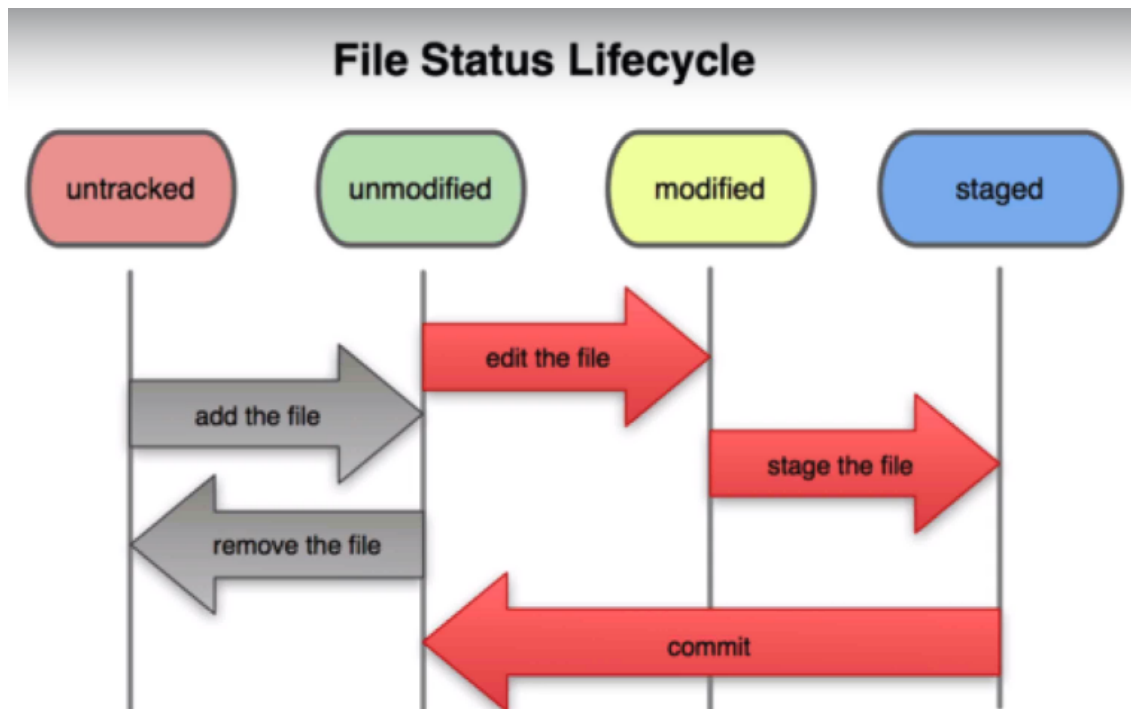 File Status Lifecycle
untracked
unmodified
modified
staged
edit the file
add the file
stage the file
remove the file
commit